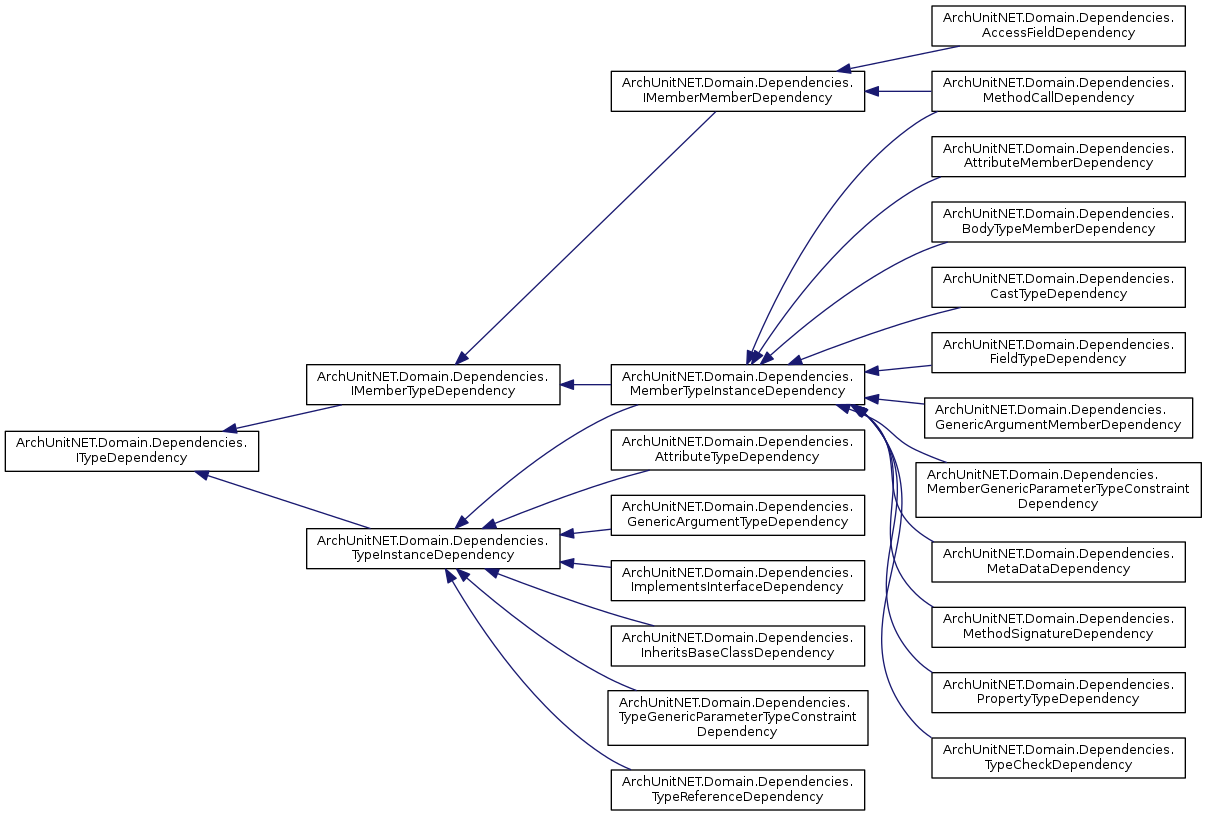 ArchUnitNET.Domain.Dependencies.
ITypeDependency
ArchUnitNET.Domain.Dependencies.
IMemberTypeDependency
ArchUnitNET.Domain.Dependencies.
TypeInstanceDependency
ArchUnitNET.Domain.Dependencies.
IMemberMemberDependency
ArchUnitNET.Domain.Dependencies.
MemberTypeInstanceDependency
ArchUnitNET.Domain.Dependencies.
AttributeTypeDependency
ArchUnitNET.Domain.Dependencies.
GenericArgumentTypeDependency
ArchUnitNET.Domain.Dependencies.
ImplementsInterfaceDependency
ArchUnitNET.Domain.Dependencies.
InheritsBaseClassDependency
ArchUnitNET.Domain.Dependencies.
TypeGenericParameterTypeConstraint
Dependency
ArchUnitNET.Domain.Dependencies.
TypeReferenceDependency
ArchUnitNET.Domain.Dependencies.
AccessFieldDependency
ArchUnitNET.Domain.Dependencies.
MethodCallDependency
ArchUnitNET.Domain.Dependencies.
AttributeMemberDependency
ArchUnitNET.Domain.Dependencies.
BodyTypeMemberDependency
ArchUnitNET.Domain.Dependencies.
CastTypeDependency
ArchUnitNET.Domain.Dependencies.
FieldTypeDependency
ArchUnitNET.Domain.Dependencies.
GenericArgumentMemberDependency
ArchUnitNET.Domain.Dependencies.
MemberGenericParameterTypeConstraint
Dependency
ArchUnitNET.Domain.Dependencies.
MetaDataDependency
ArchUnitNET.Domain.Dependencies.
MethodSignatureDependency
ArchUnitNET.Domain.Dependencies.
PropertyTypeDependency
ArchUnitNET.Domain.Dependencies.
TypeCheckDependency